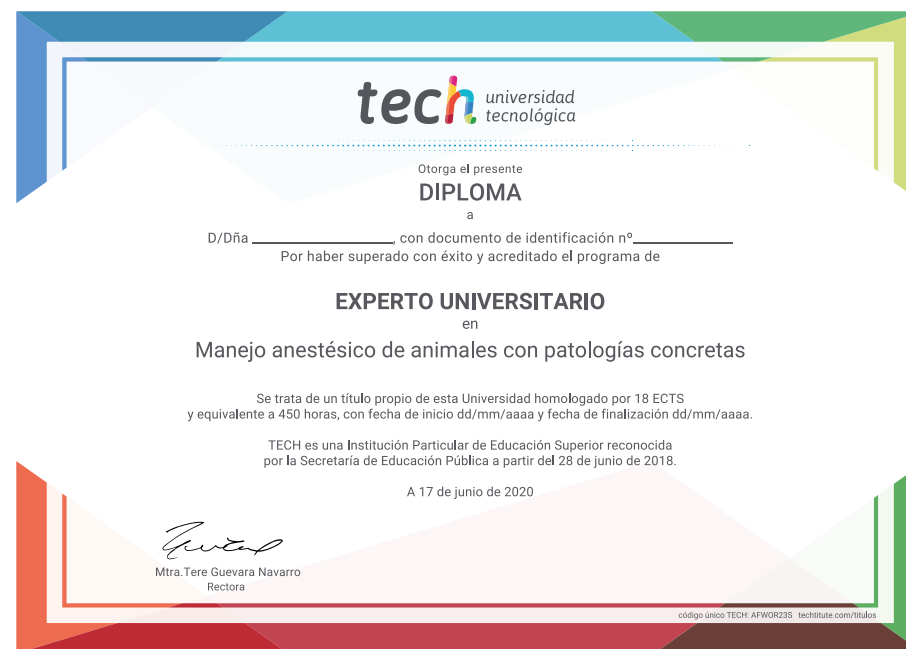 tech universidad
tecnológica
Otorga el presente
DIPLOMA
a
D/Dña ____________________, con documento de identificación nº______________
Por haber superado con éxito y acreditado el programa de
EXPERTO UNIVERSITARIO
en
Manejo anestésico de animales con patologías concretas
Se trata de un título propio de esta Universidad homologado por 18 ECTS
y equivalente a 450 horas, con fecha de inicio dd/mm/aaaa y fecha de finalización dd/mm/aaaa.
TECH es una Institución Particular de Educación Superior reconocida
por la Secretaría de Educación Pública a partir del 28 de junio de 2018.
A 17 de junio de 2020
Mtra.Tere Guevara Navarro
Rectora
código único TECH: AFWOR23S techtitute.com/titulos